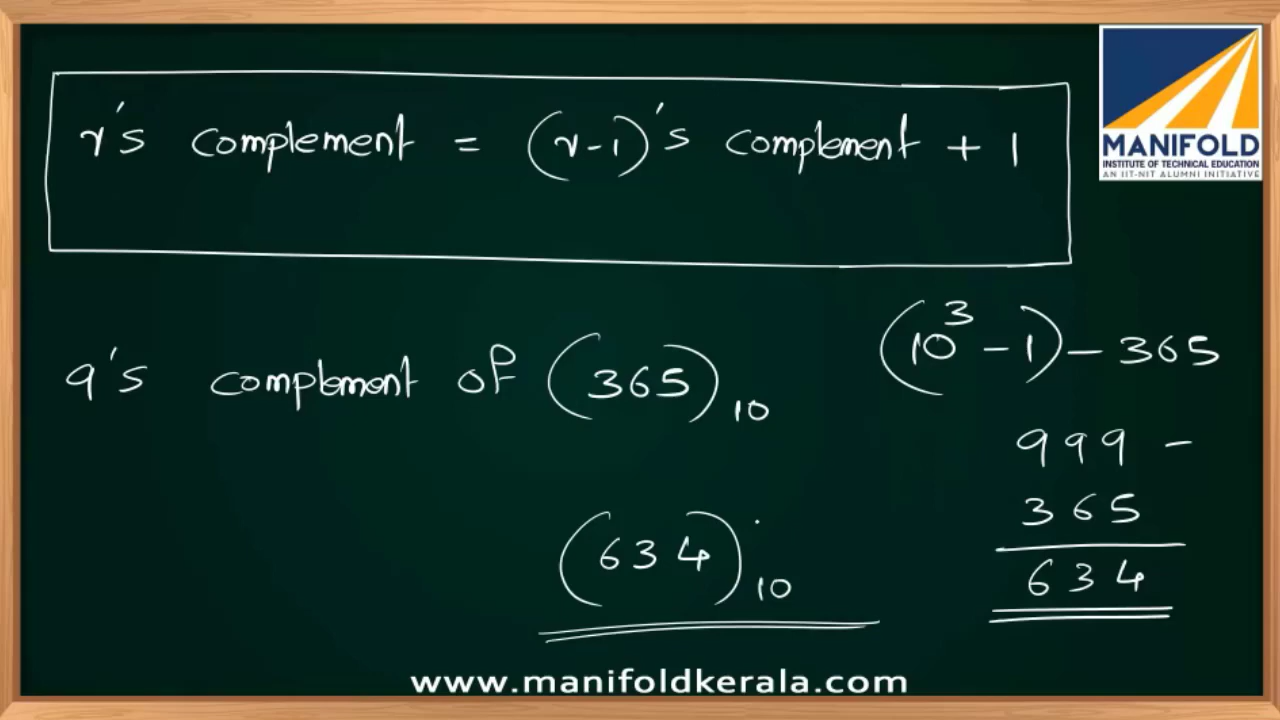 r's complement = (r-1)'s complement + 1
MANIFOLD
INSTITUTE OF TECHNICAL EDUCATION
AN IIT-NIT ALUMNI INITIATIVE
9's complement of (365)₁₀
(10³ - 1) - 365
999 -
365
634
(634)₁₀
www.manifoldkerala.com